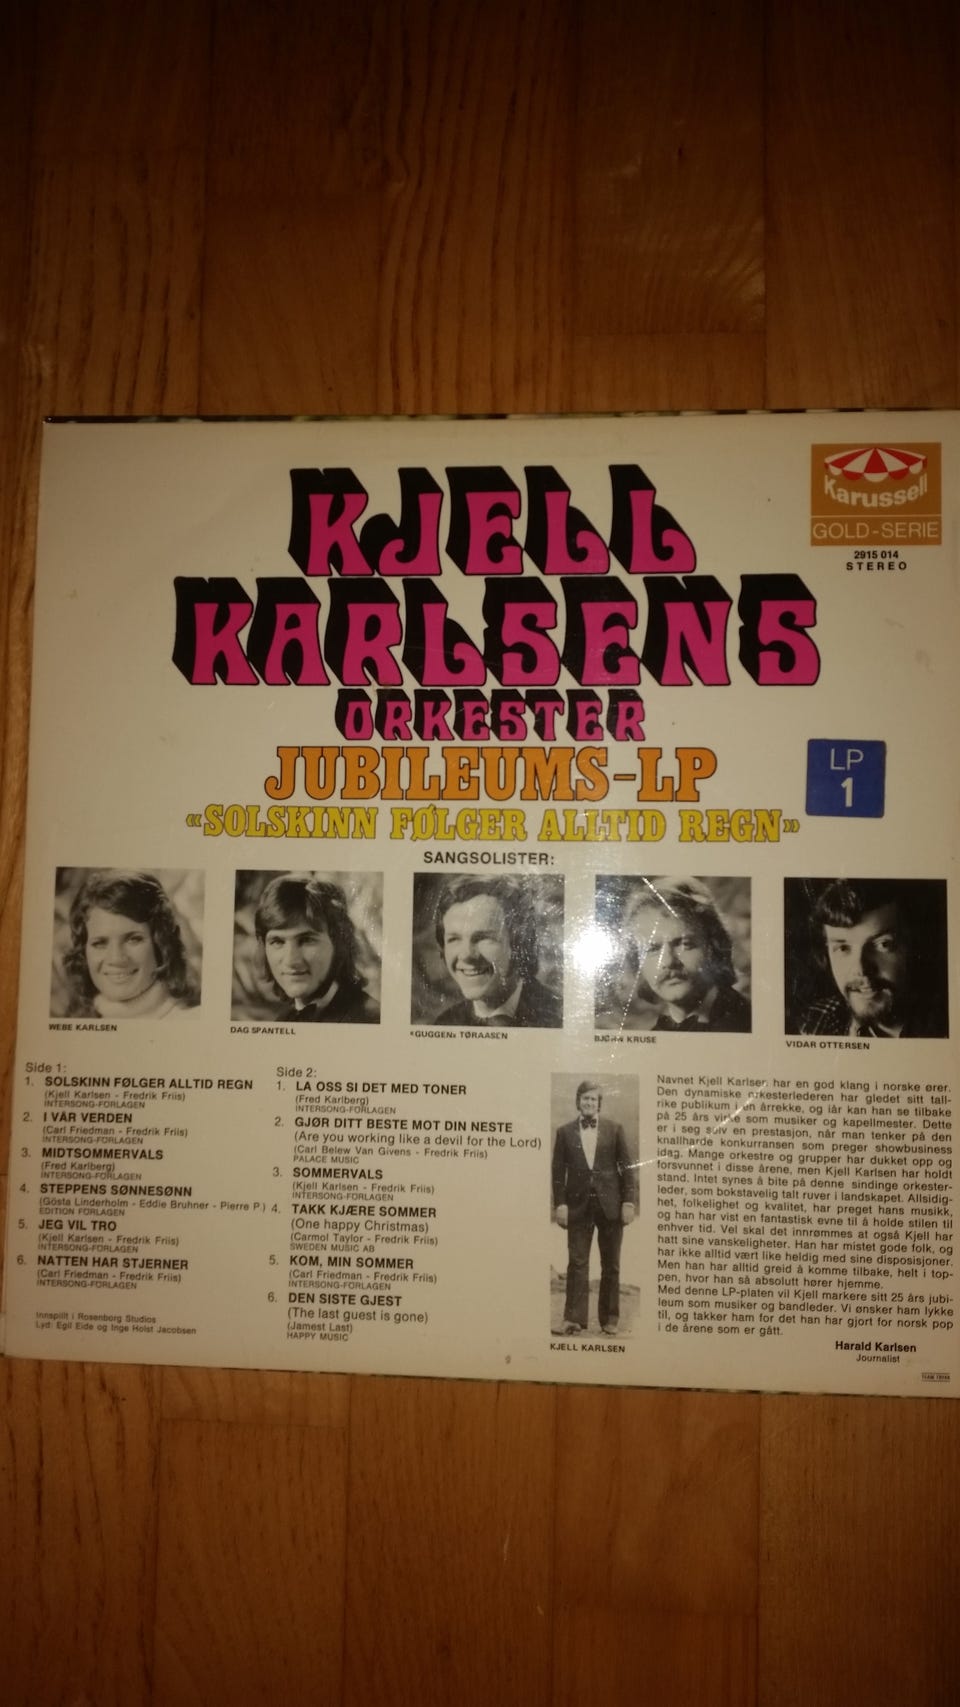 Karussell
GOLD-SERIE
2915 014
STEREO
KJELL
KARLSENS
ORKESTER
JUBILEUMS-LP
«SOLSKINN FØLGER ALLTID REGN»
LP
1
SANGSOLISTER:
WEBE KARLSEN
DAG SPANTELL
«GUGGEN» TØRAASEN
BJØRN KRUSE
VIDAR OTTERSEN
Side 1:
1. SOLSKINN FØLGER ALLTID REGN
(Kjell Karlsen - Fredrik Friis)
INTERSONG-FORLAGEN
2. I VÅR VERDEN
(Carl Friedman - Fredrik Friis)
INTERSONG-FORLAGEN
3. MIDTSOMMERVALS
(Fred Karlberg)
INTERSONG-FORLAGEN
4. STEPPENS SØNNESØNN
(Gösta Linderholm - Eddie Bruhner - Pierre P.)
EDITION FORLAGEN
5. JEG VIL TRO
(Kjell Karlsen - Fredrik Friis)
INTERSONG-FORLAGEN
6. NATTEN HAR STJERNER
(Carl Friedman - Fredrik Friis)
INTERSONG-FORLAGEN
Innspillt i Rosenborg Studios
Lyd: Egil Eide og Inge Holst Jacobsen
Side 2:
1. LA OSS SI DET MED TONER
(Fred Karlberg)
INTERSONG-FORLAGEN
2. GJØR DITT BESTE MOT DIN NESTE
(Are you working like a devil for the Lord)
(Carl Belew Van Givens - Fredrik Friis)
PALACE MUSIC
3. SOMMERVALS
(Kjell Karlsen - Fredrik Friis)
INTERSONG-FORLAGEN
4. TAKK KJÆRE SOMMER
(One happy Christmas)
(Carmol Taylor - Fredrik Friis)
SWEDEN MUSIC AB
5. KOM, MIN SOMMER
(Carl Friedman - Fredrik Friis)
INTERSONG-FORLAGEN
6. DEN SISTE GJEST
(The last guest is gone)
(Jamest Last)
HAPPY MUSIC
KJELL KARLSEN
Navnet Kjell Karlsen har en god klang i norske ører.
Den dynamiske orkesterlederen har gledet sitt tall-
rike publikum i en årrekke, og iår kan han se tilbake
på 25 års virke som musiker og kapellmester. Dette
er i seg selv en prestasjon, når man tenker på den
knallharde konkurransen som preger showbusiness
idag. Mange orkestre og grupper har dukket opp og
forsvunnet i disse årene, men Kjell Karlsen har holdt
stand. Intet synes å bite på denne sindinge orkester-
leder, som bokstavelig talt ruver i landskapet. Allsidig-
het, folkelighet og kvalitet, har preget hans musikk,
og han har vist en fantastisk evne til å holde stilen til
enhver tid. Vel skal det innrømmes at også Kjell har
hatt sine vanskeligheter. Han har mistet gode folk, og
har ikke alltid vært like heldig med sine disposisjoner.
Men han har alltid greid å komme tilbake, helt i top-
pen, hvor han så absolutt hører hjemme.
Med denne LP-platen vil Kjell markere sitt 25 års jubi-
leum som musiker og bandleder. Vi ønsker ham lykke
til, og takker ham for det han har gjort for norsk pop
i de årene som er gått.
Harald Karlsen
Journalist